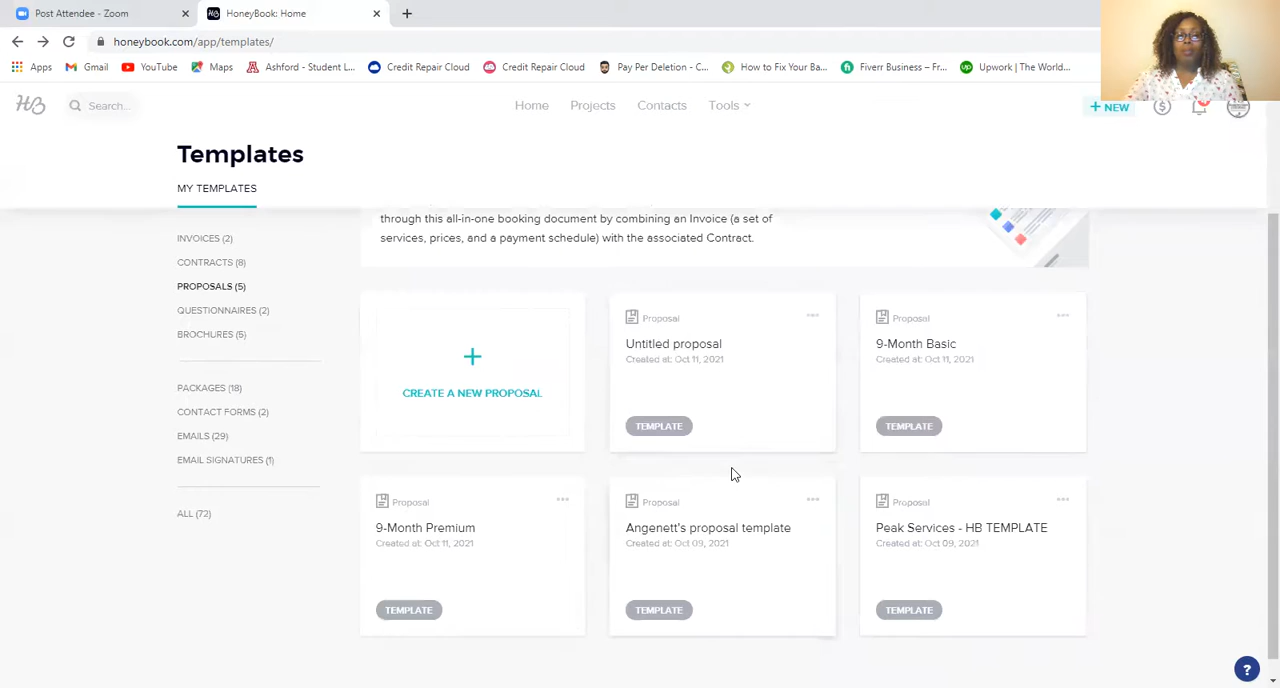 Post Attendee - Zoom
HoneyBook: Home
honeybook.com/app/templates/
Apps
Gmail
YouTube
Maps
Ashford - Student L...
Credit Repair Cloud
Credit Repair Cloud
Pay Per Deletion - C...
How to Fix Your Ba...
Fiverr Business – Fr...
Upwork | The World...
HB
Search...
Home
Projects
Contacts
Tools
+ NEW
Templates
MY TEMPLATES
through this all-in-one booking document by combining an Invoice (a set of
services, prices, and a payment schedule) with the associated Contract.
INVOICES (2)
CONTRACTS (8)
PROPOSALS (5)
QUESTIONNAIRES (2)
BROCHURES (5)
PACKAGES (18)
CONTACT FORMS (2)
EMAILS (29)
EMAIL SIGNATURES (1)
ALL (72)
+
CREATE A NEW PROPOSAL
Proposal
Untitled proposal
Created at: Oct 11, 2021
TEMPLATE
Proposal
9-Month Basic
Created at: Oct 11, 2021
TEMPLATE
Proposal
9-Month Premium
Created at: Oct 11, 2021
TEMPLATE
Proposal
Angenett's proposal template
Created at: Oct 09, 2021
TEMPLATE
Proposal
Peak Services - HB TEMPLATE
Created at: Oct 09, 2021
TEMPLATE
?